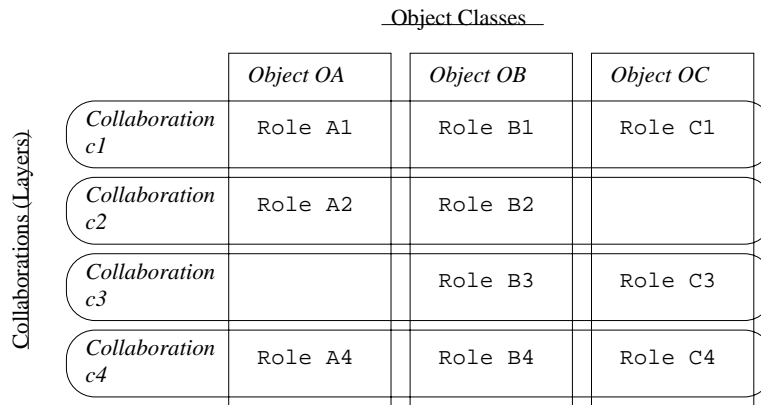 Object Classes
Object OA Object OB Object OC
Collaboration
c1
Role A1 Role B1 Role C1
Collaboration
c2
Role A2 Role B2
Collaboration
c3
Role B3 Role C3
Collaboration
c4
Role A4 Role B4 Role C4
Collaborations (Layers)